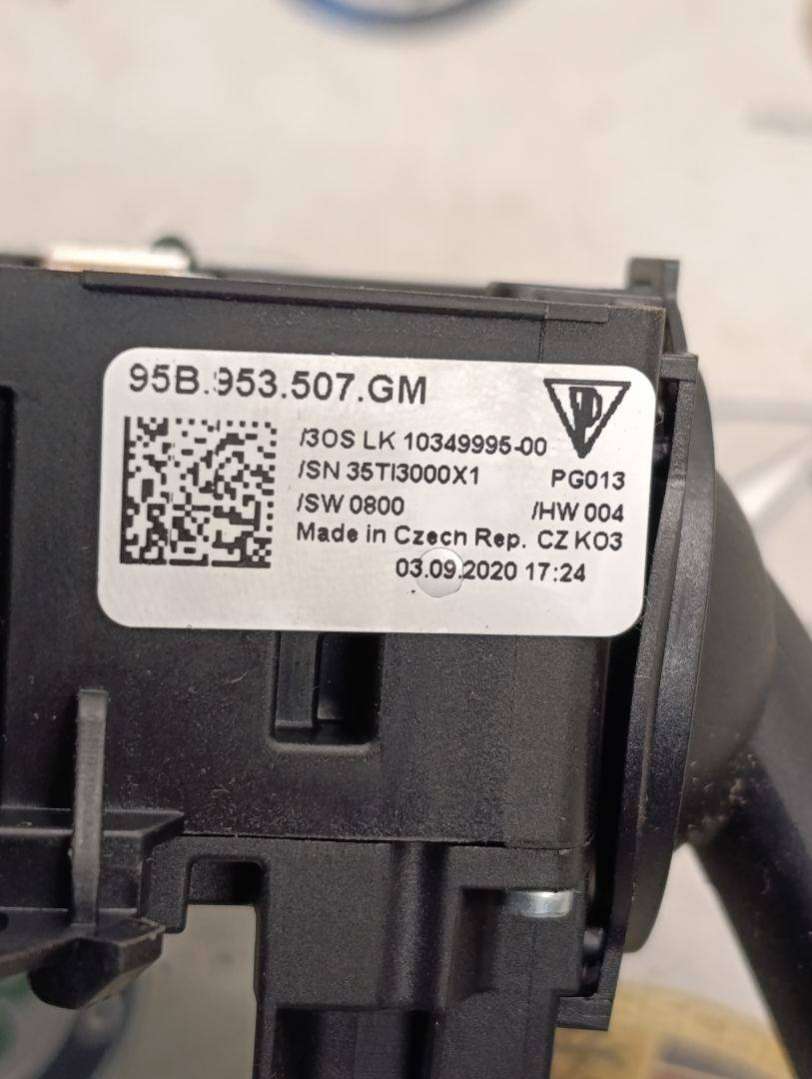 95B.953.507.GM
/3OS LK 10349995-00
/SN 35TI3000X1 PG013
/SW 0800 /HW 004
Made in Czech Rep. CZ K03
03.09.2020 17:24